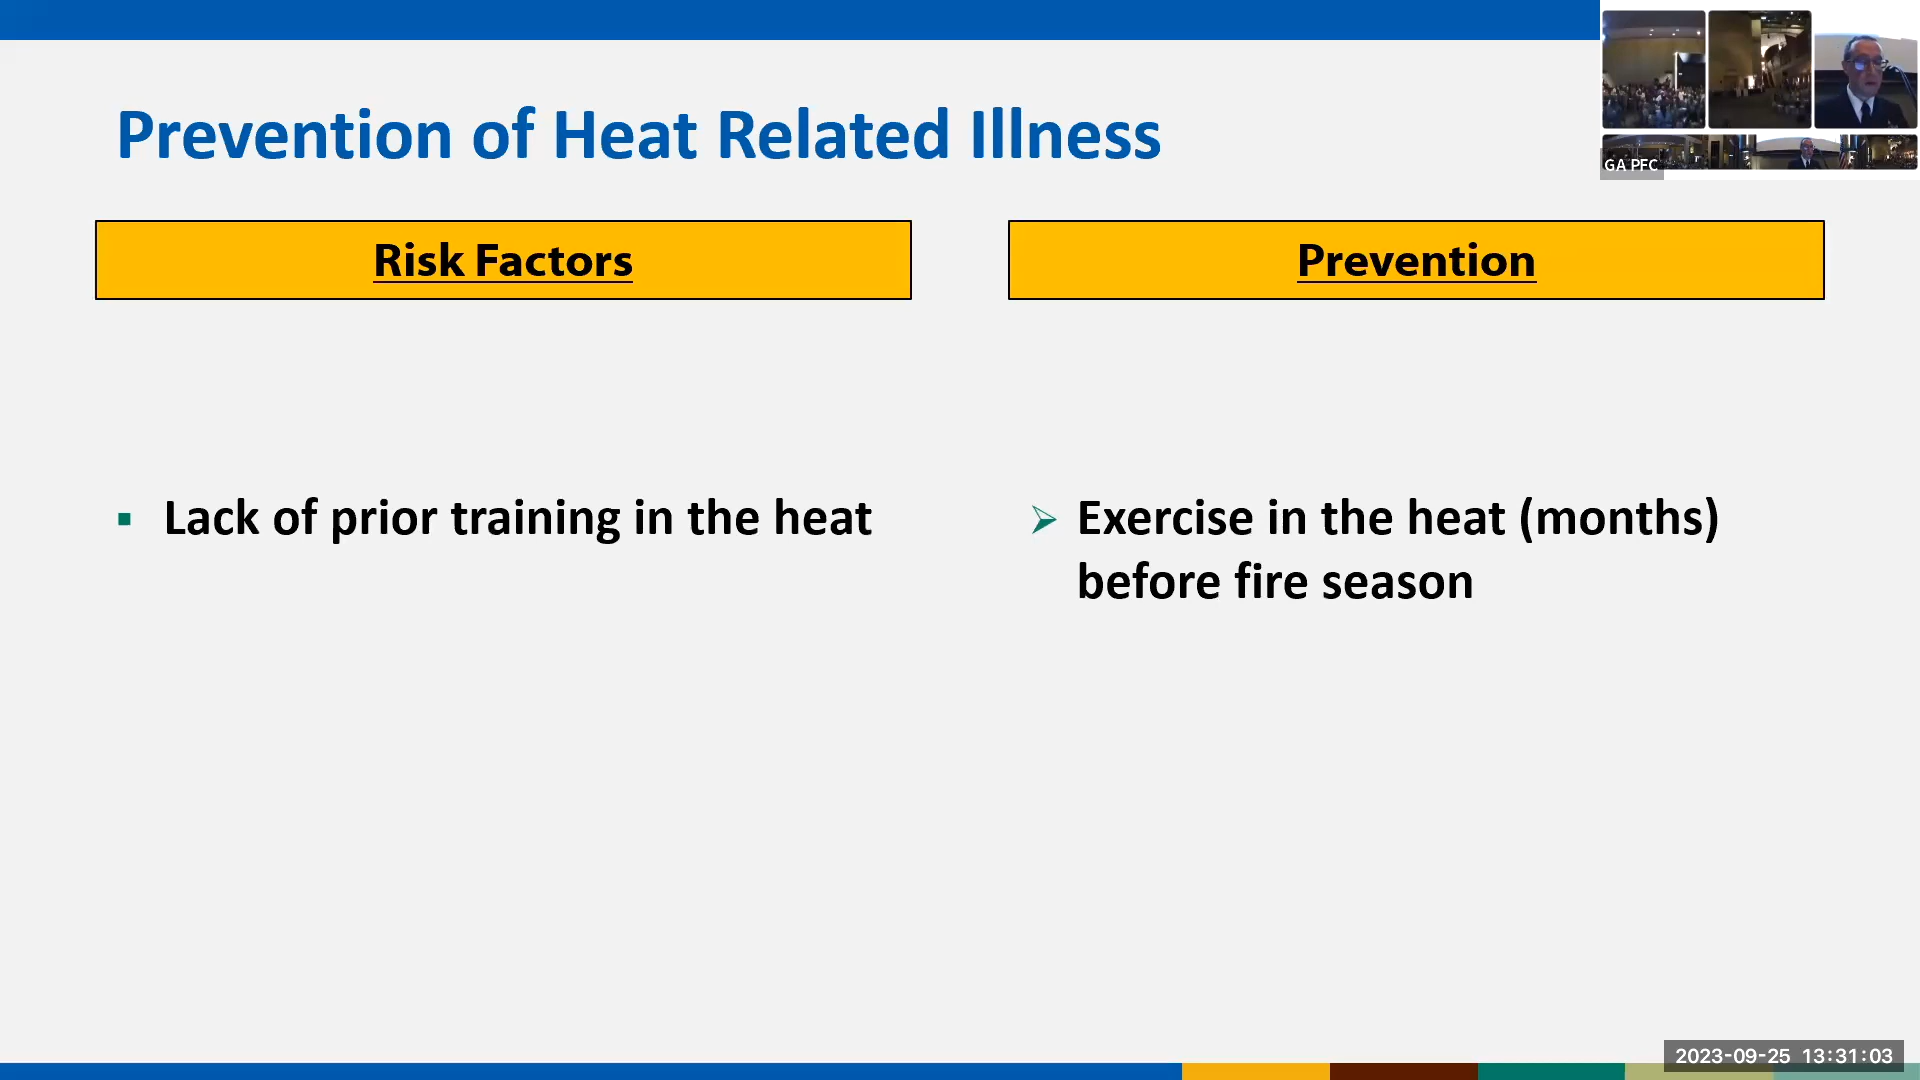 Prevention of Heat Related Illness
GA PFC
Risk Factors
Prevention
Lack of prior training in the heat
Exercise in the heat (months)
before fire season
2023-09-25 13:31:03